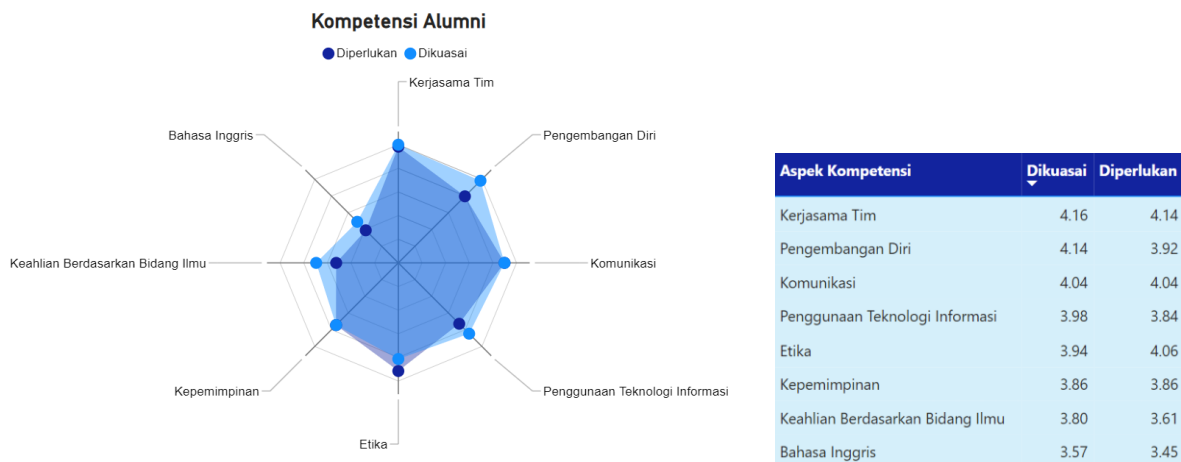 Kompetensi Alumni
Diperlukan Dikuasai
Kerjasama Tim
Bahasa Inggris
Pengembangan Diri
Keahlian Berdasarkan Bidang Ilmu
Komunikasi
Kepemimpinan
Penggunaan Teknologi Informasi
Etika
Aspek Kompetensi Dikuasai Diperlukan
Kerjasama Tim 4.16 4.14
Pengembangan Diri 4.14 3.92
Komunikasi 4.04 4.04
Penggunaan Teknologi Informasi 3.98 3.84
Etika 3.94 4.06
Kepemimpinan 3.86 3.86
Keahlian Berdasarkan Bidang Ilmu 3.80 3.61
Bahasa Inggris 3.57 3.45